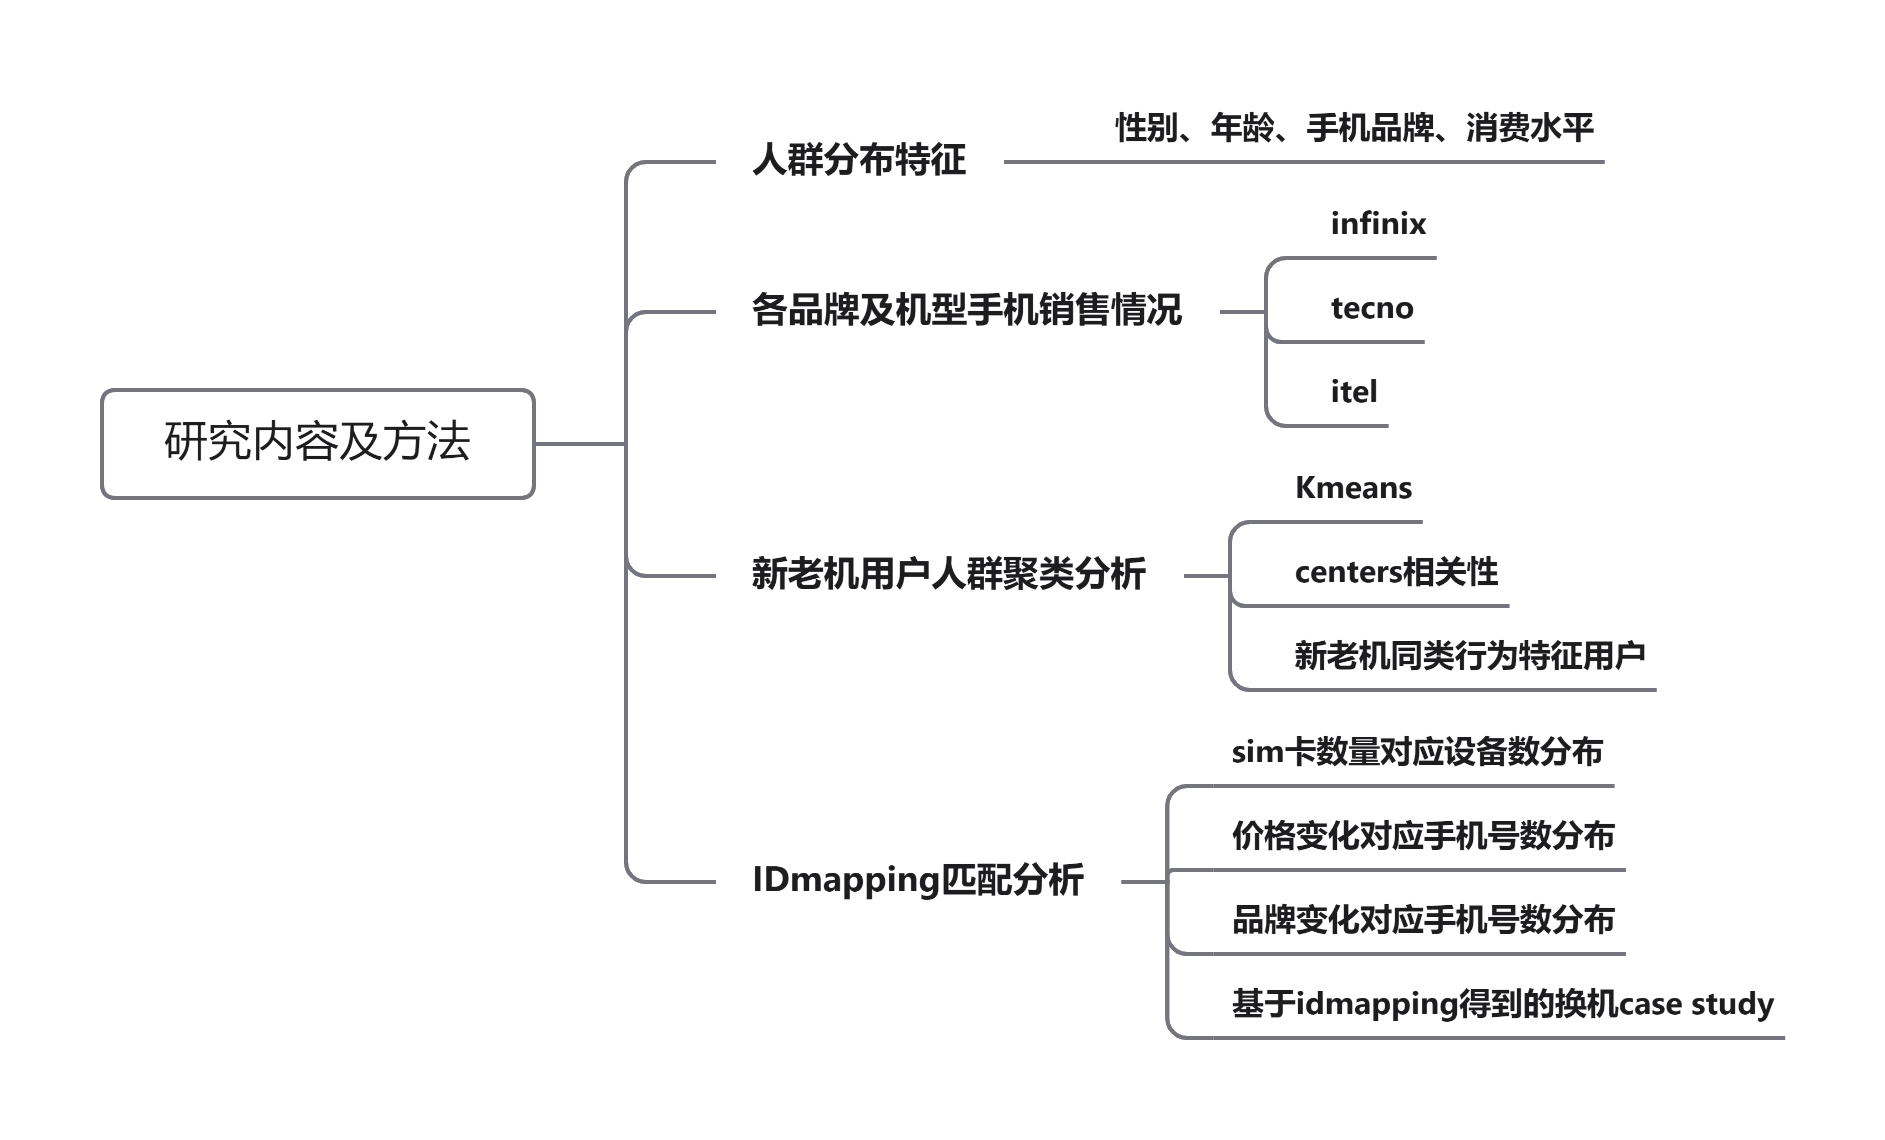 研究内容及方法
人群分布特征
性别、年龄、手机品牌、消费水平
各品牌及机型手机销售情况
infinix
tecno
itel
新老机用户人群聚类分析
Kmeans
centers相关性
新老机同类行为特征用户
IDmapping匹配分析
sim卡数量对应设备数分布
价格变化对应手机号数分布
品牌变化对应手机号数分布
基于idmapping得到的换机case study